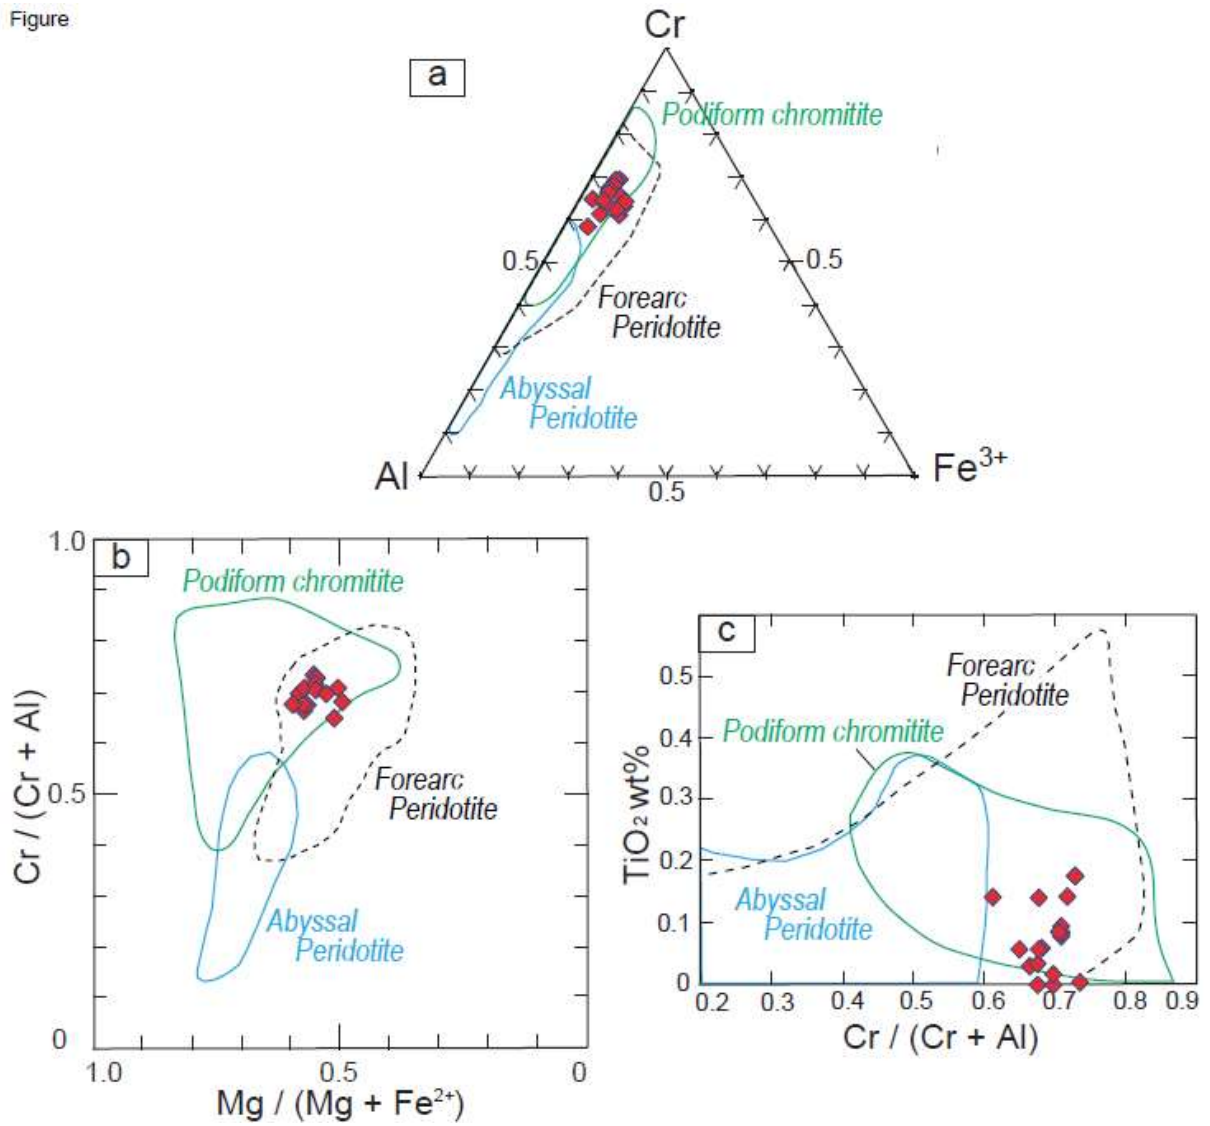 Figure
Cr
a
Podiform chromitite
0.5
0.5
Forearc
Peridotite
Abyssal
Peridotite
Al
Fe³⁺
0.5
1.0
b
Podiform chromitite
Cr / (Cr + Al)
0.5
Forearc
Peridotite
Abyssal
Peridotite
0
1.0
0.5
0
Mg / (Mg + Fe²⁺)
c
Forearc
Peridotite
0.5
Podiform chromitite
0.4
TiO₂ wt%
0.3
0.2
Abyssal
Peridotite
0.1
0
0.2 0.3 0.4 0.5 0.6 0.7 0.8 0.9
Cr / (Cr + Al)